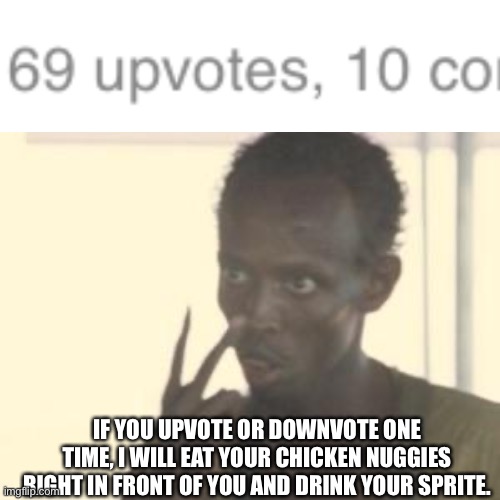 69 upvotes, 10 co
IF YOU UPVOTE OR DOWNVOTE ONE
TIME, I WILL EAT YOUR CHICKEN NUGGIES
RIGHT IN FRONT OF YOU AND DRINK YOUR SPRITE.
imgflip.com